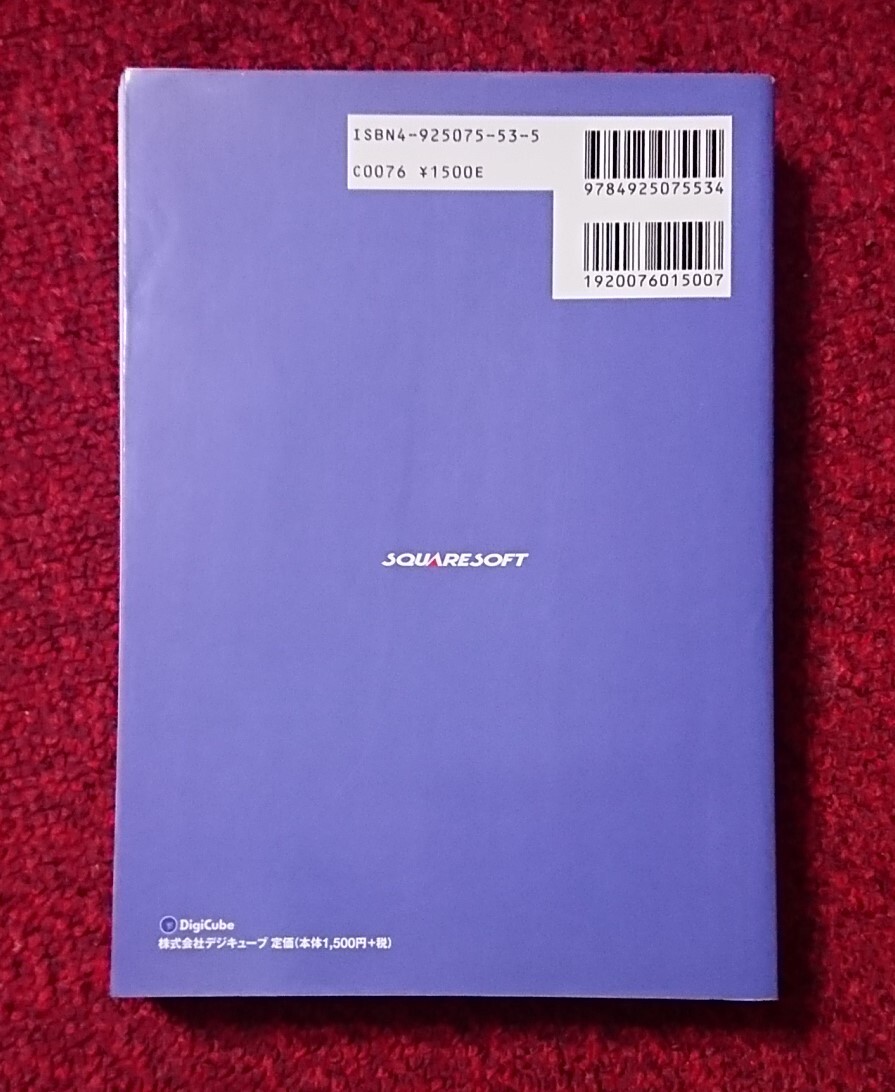 ISBN4-925075-53-5
C0076 ¥1500E
9784925075534
1920076015007
SQUARESOFT
DigiCube
株式会社デジキューブ 定価(本体1,500円+税)